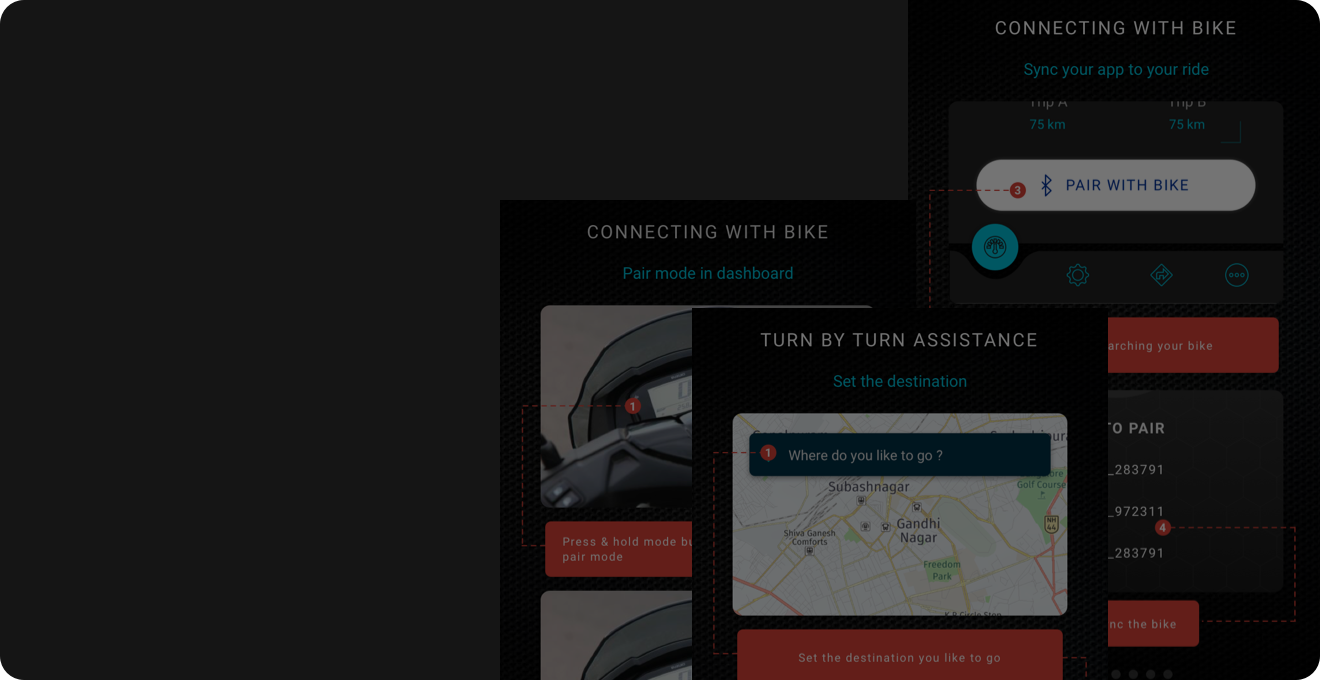 CONNECTING WITH BIKE
Sync your app to your ride
Trip A
Trip B
75 km
75 km
3
PAIR WITH BIKE
arching your bike
TO PAIR
_283791
_972311
4
_283791
nc the bike
CONNECTING WITH BIKE
Pair mode in dashboard
1
Press & hold mode bu
pair mode
TURN BY TURN ASSISTANCE
Set the destination
1
Where do you like to go ?
Golf Course
Subashnagar
Gandhi
Nagar
NH
44
Shiva Ganesh
Comforts
Freedom
Park
K R Circle Stop
Set the destination you like to go